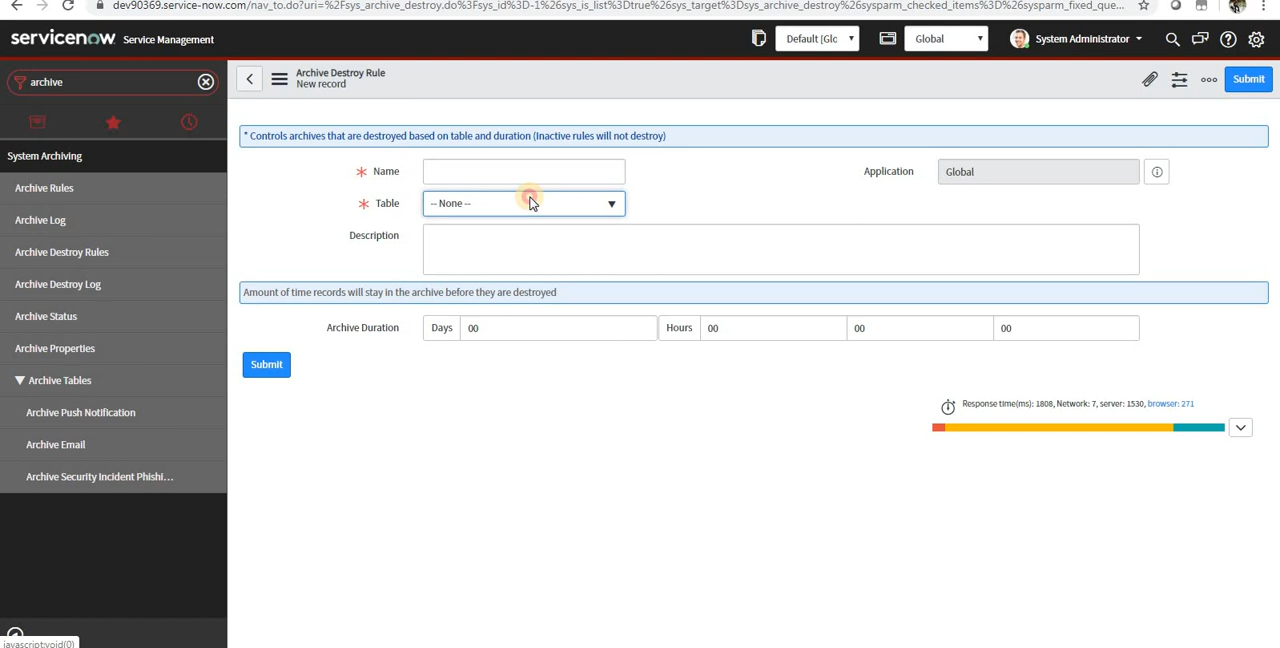 dev90369.service-now.com/nav_to.do?uri=%2Fsys_archive_destroy.do%3Fsys_id%3D-1%26sys_is_list%3Dtrue%26sys_target%3Dsys_archive_destroy%26sysparm_checked_items%3D%26sysparm_fixed_que...
servicenow Service Management
Default [Glo
Global
System Administrator
archive
Archive Destroy Rule
New record
Submit
System Archiving
Archive Rules
Archive Log
Archive Destroy Rules
Archive Destroy Log
Archive Status
Archive Properties
Archive Tables
Archive Push Notification
Archive Email
Archive Security Incident Phishi...
* Controls archives that are destroyed based on table and duration (Inactive rules will not destroy)
Name
Application Global
Table -- None --
Description
Amount of time records will stay in the archive before they are destroyed
Archive Duration Days 00 Hours 00 00 00
Submit
Response time(ms): 1808, Network: 7, server: 1530, browser: 271
javascript:void(0)